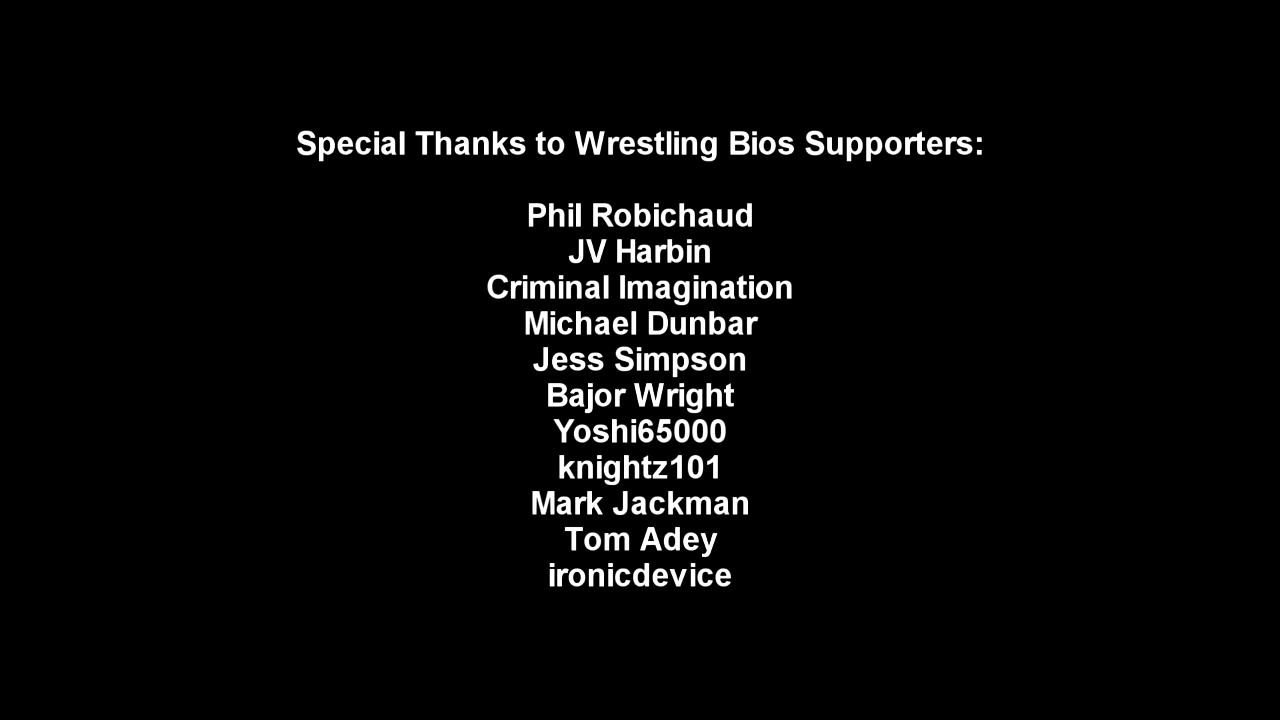 Special Thanks to Wrestling Bios Supporters:
Phil Robichaud
JV Harbin
Criminal Imagination
Michael Dunbar
Jess Simpson
Bajor Wright
Yoshi65000
knightz101
Mark Jackman
Tom Adey
ironicdevice